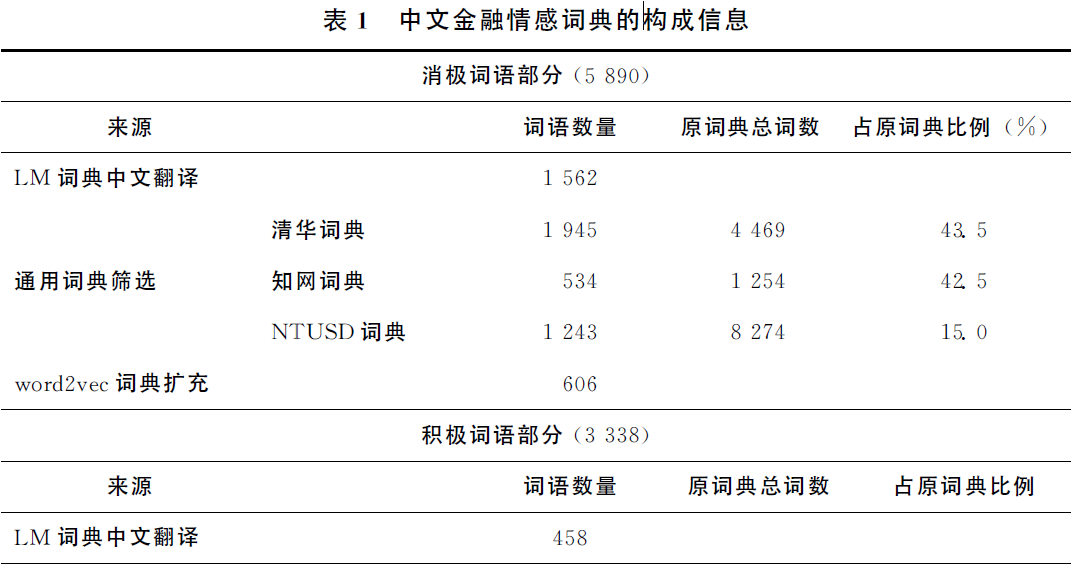 表 1 中文金融情感词典的构成信息
消极词语部分（5 890）
来源 词语数量 原词典总词数 占原词典比例（％）
LM 词典中文翻译 1 562
清华词典 1 945 4 469 43. 5
通用词典筛选 知网词典 534 1 254 42. 5
NTUSD 词典 1 243 8 274 15. 0
word2vec 词典扩充 606
积极词语部分（3 338）
来源 词语数量 原词典总词数 占原词典比例
LM 词典中文翻译 458